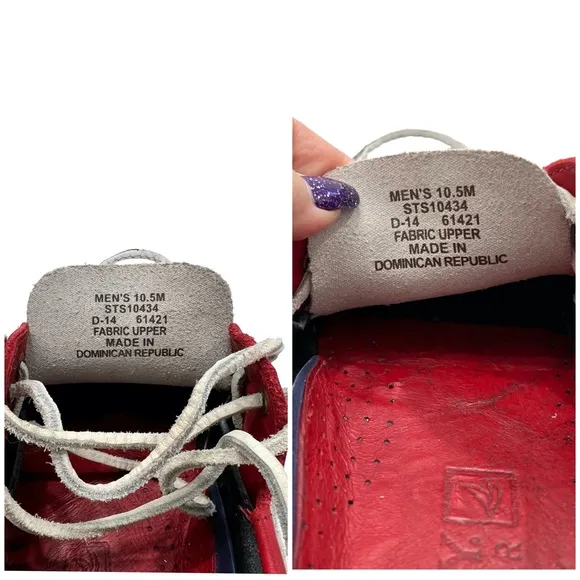 MEN'S 10.5M
STS10434
D-14 61421
FABRIC UPPER
MADE IN
DOMINICAN REPUBLIC
MEN'S 10.5M
STS10434
D-14 61421
FABRIC UPPER
MADE IN
DOMINICAN REPUBLIC